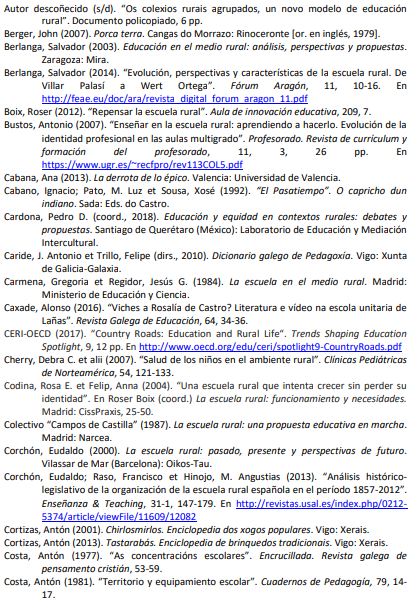 Autor descoñecido (s/d). “Os colexios rurais agrupados, un novo modelo de educación
rural”. Documento policopiado, 6 pp.
Berger, John (2007). Porca terra. Cangas do Morrazo: Rinoceronte [or. en inglés, 1979].
Berlanga, Salvador (2003). Educación en el medio rural: análisis, perspectivas y propuestas.
Zaragoza: Mira.
Berlanga, Salvador (2014). “Evolución, perspectivas y características de la escuela rural. De
Villar Palasí a Wert Ortega”. Fórum Aragón, 11, 10-16. En
http://feae.eu/doc/ara/revista_digital_forum_aragon_11.pdf
Boix, Roser (2012). “Repensar la escuela rural”. Aula de innovación educativa, 209, 7.
Bustos, Antonio (2007). “Enseñar en la escuela rural: aprendiendo a hacerlo. Evolución de la
identidad profesional en las aulas multigrado”. Profesorado. Revista de currículum y
formación del profesorado, 11, 3, 26 pp. En
https://www.ugr.es/~recfpro/rev113COL5.pdf
Cabana, Ana (2013). La derrota de lo épico. Valencia: Universidad de Valencia.
Cabano, Ignacio; Pato, M. Luz et Sousa, Xosé (1992). “El Pasatiempo”. O capricho dun
indiano. Sada: Eds. do Castro.
Cardona, Pedro D. (coord., 2018). Educación y equidad en contextos rurales: debates y
propuestas. Santiago de Querétaro (México): Laboratorio de Educación y Mediación
Intercultural.
Caride, J. Antonio et Trillo, Felipe (dirs., 2010). Dicionario galego de Pedagoxía. Vigo: Xunta
de Galicia-Galaxia.
Carmena, Gregoria et Regidor, Jesús G. (1984). La escuela en el medio rural. Madrid:
Ministerio de Educación y Ciencia.
Caxade, Alonso (2016). “Viches a Rosalía de Castro? Literatura e vídeo na escola unitaria de
Lañas”. Revista Galega de Educación, 64, 34-36.
CERI-OECD (2017). “Country Roads: Education and Rural Life”. Trends Shaping Education
Spotlight, 9, 12 pp. En http://www.oecd.org/edu/ceri/spotlight9-CountryRoads.pdf
Cherry, Debra C. et alii (2007). “Salud de los niños en el ambiente rural”. Clínicas Pediátricas
de Norteamérica, 54, 121-133.
Codina, Rosa E. et Felip, Anna (2004). “Una escuela rural que intenta crecer sin perder su
identidad”. En Roser Boix (coord.) La escuela rural: funcionamiento y necesidades.
Madrid: CissPraxis, 25-50.
Colectivo “Campos de Castilla” (1987). La escuela rural: una propuesta educativa en marcha.
Madrid: Narcea.
Corchón, Eudaldo (2000). La escuela rural: pasado, presente y perspectivas de futuro.
Vilassar de Mar (Barcelona): Oikos-Tau.
Corchón, Eudaldo; Raso, Francisco et Hinojo, M. Angustias (2013). “Análisis histórico-
legislativo de la organización de la escuela rural española en el período 1857-2012”.
Enseñanza & Teaching, 31-1, 147-179. En http://revistas.usal.es/index.php/0212-
5374/article/viewFile/11609/12082
Cortizas, Antón (2001). Chirlosmirlos. Enciclopedia dos xogos populares. Vigo: Xerais.
Cortizas, Antón (2013). Tastarabás. Enciclopedia de brinquedos tradicionais. Vigo: Xerais.
Costa, Antón (1977). “As concentracións escolares”. Encrucillada. Revista galega de
pensamento cristián, 53-59.
Costa, Antón (1981). “Territorio y equipamiento escolar”. Cuadernos de Pedagogía, 79, 14-
17.